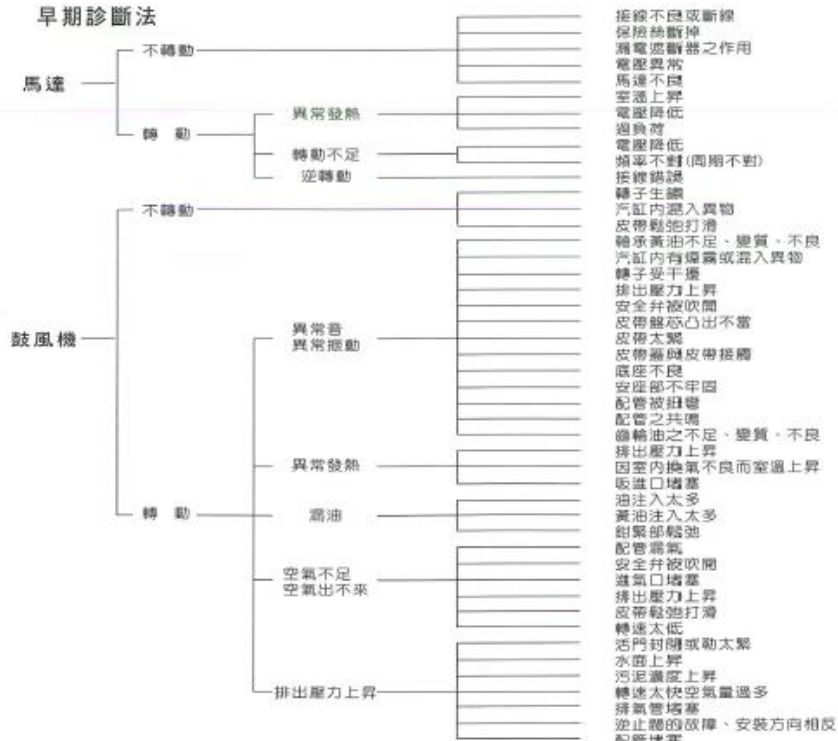 早期診斷法
馬達
不轉動
接線不良或斷線
保險絲斷掉
漏電遮斷器之作用
電壓異常
馬達不良
轉 動
異常發熱
室溫上昇
電壓降低
過負荷
轉動不足
電壓降低
頻率不對(周期不對)
逆轉動
接線錯誤
鼓風機
不轉動
轉子生銹
汽缸内混入異物
皮帶鬆弛打滑
轉 動
異常音
異常振動
軸承黃油不足、變質、不良
汽缸内有煙霧或混入異物
轉子受干擾
排出壓力上昇
安全弁被吹開
皮帶盤芯凸出不當
皮帶太緊
皮帶蓋與皮帶接觸
底座不良
安座部不牢固
配管被扭彎
配管之共鳴
齒輪油之不足、變質、不良
異常發熱
排出壓力上昇
因室内換氣不良而室溫上昇
吸進口堵塞
漏油
油注入太多
黃油注入太多
鉗緊部鬆弛
空氣不足
空氣出不來
配管漏氣
安全弁被吹開
進氣口堵塞
排出壓力上昇
皮帶鬆弛打滑
轉速太低
排出壓力上昇
活門封閉或勒太緊
水面上昇
污泥濃度上昇
轉速太快空氣量過多
排氣管堵塞
逆止閥的故障、安裝方向相反
配管堵塞